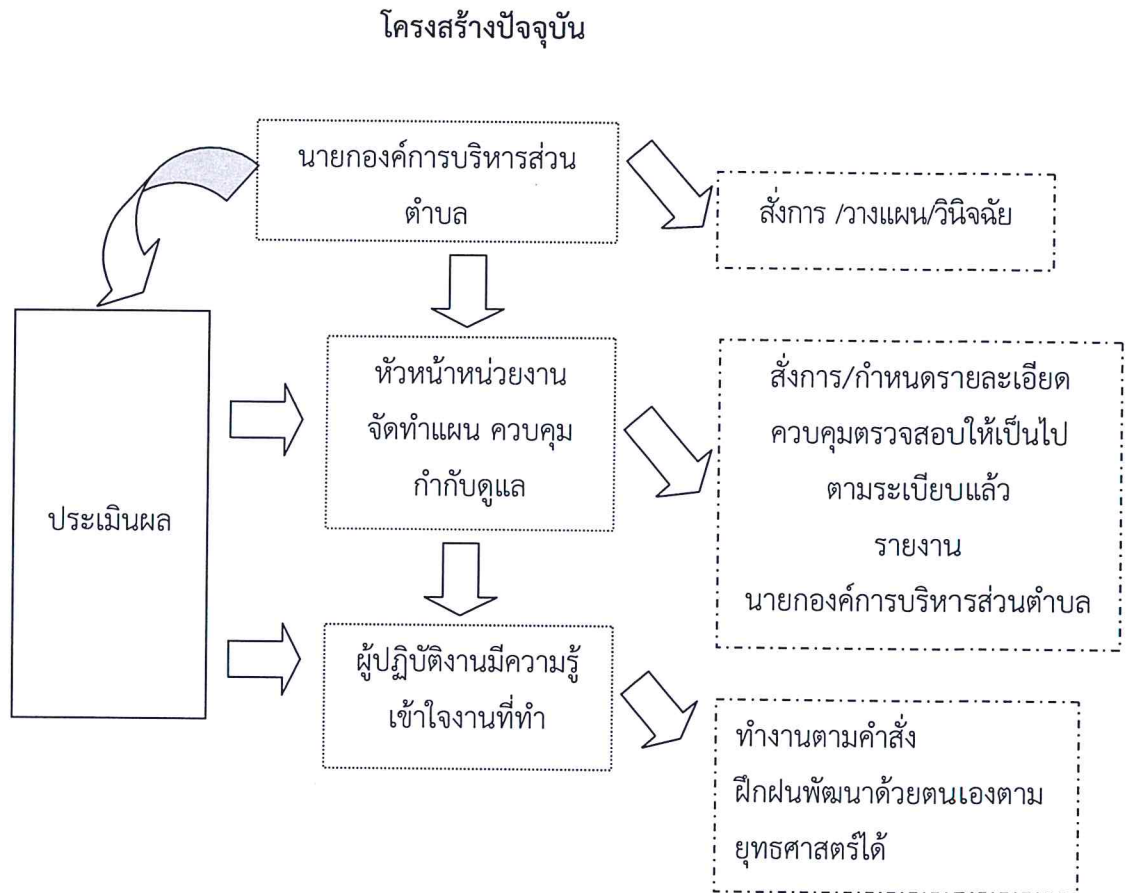 โครงสร้างปัจจุบัน
นายกองค์การบริหารส่วน
ตำบล
สั่งการ /วางแผน/วินิจฉัย
หัวหน้าหน่วยงาน
จัดทำแผน ควบคุม
กำกับดูแล
สั่งการ/กำหนดรายละเอียด
ควบคุมตรวจสอบให้เป็นไป
ตามระเบียบแล้ว
รายงาน
นายกองค์การบริหารส่วนตำบล
ประเมินผล
ผู้ปฏิบัติงานมีความรู้
เข้าใจงานที่ทำ
ทำงานตามคำสั่ง
ฝึกฝนพัฒนาด้วยตนเองตาม
ยุทธศาสตร์ได้